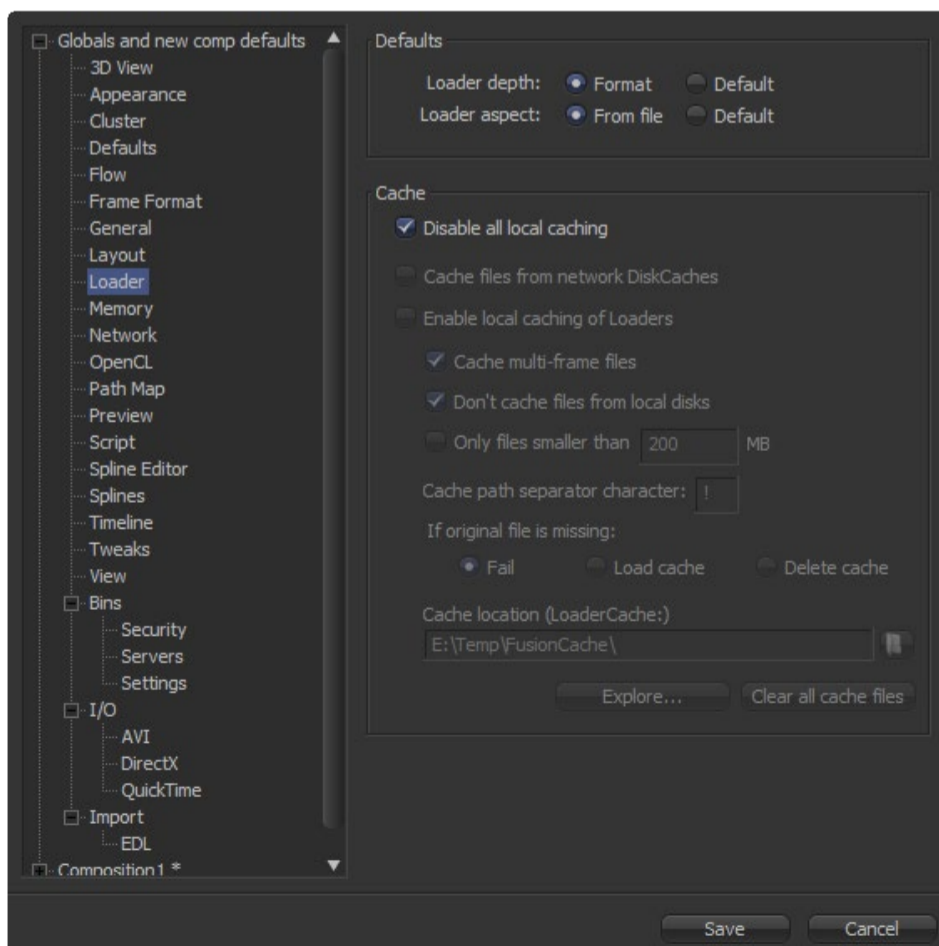 Globals and new comp defaults
3D View
Appearance
Cluster
Defaults
Flow
Frame Format
General
Layout
Loader
Memory
Network
OpenCL
Path Map
Preview
Script
Spline Editor
Splines
Timeline
Tweaks
View
Bins
Security
Servers
Settings
I/O
AVI
DirectX
QuickTime
Import
EDL
Composition1 *
Defaults
Loader depth: Format Default
Loader aspect: From file Default
Cache
Disable all local caching
Cache files from network DiskCaches
Enable local caching of Loaders
Cache multi-frame files
Don't cache files from local disks
Only files smaller than 200 MB
Cache path separator character: !
If original file is missing:
Fail Load cache Delete cache
Cache location (LoaderCache:)
E:\Temp\FusionCache\
Explore... Clear all cache files
Save Cancel